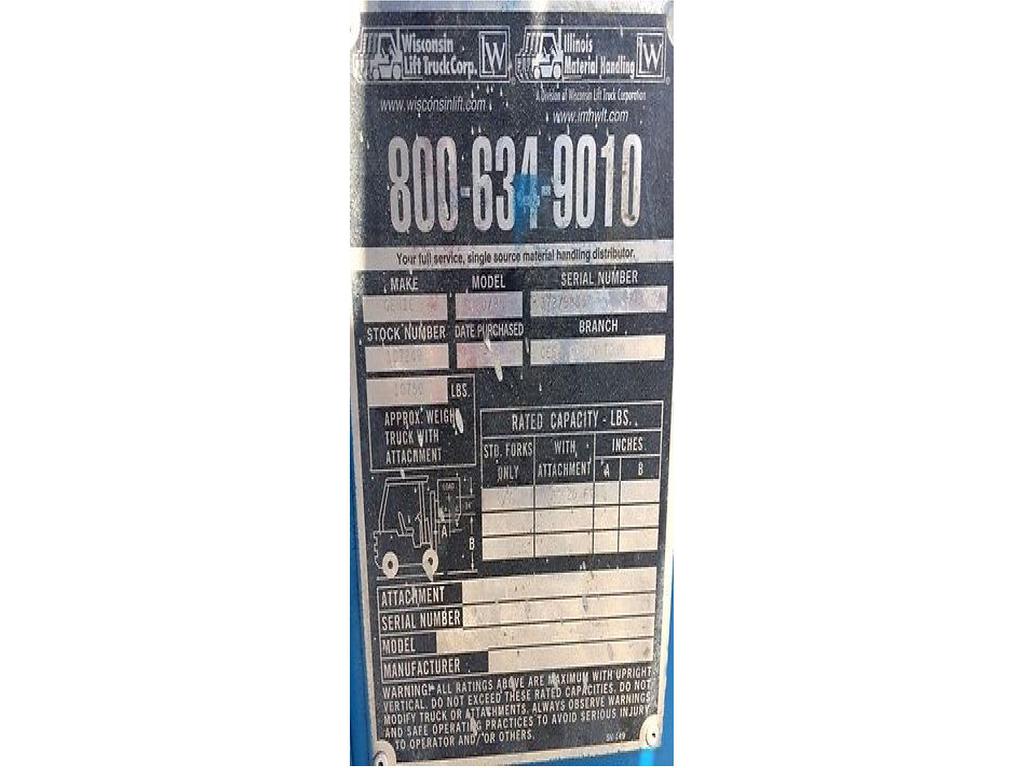 Wisconsin Lift Truck Corp. LW
Illinois Material Handling LW
A Division of Wisconsin Lift Truck Corporation
www.wisconsinlift.com
www.imhwlt.com
800-634-9010
Your full service, single source material handling distributor.
MAKE MODEL SERIAL NUMBER
STOCK NUMBER DATE PURCHASED BRANCH
10750 LBS.
APPROX. WEIGHT
TRUCK WITH
ATTACHMENT
RATED CAPACITY - LBS.
STD. FORKS ONLY WITH ATTACHMENT INCHES
A B
LOAD
A
B
ATTACHMENT
SERIAL NUMBER
MODEL
MANUFACTURER
WARNING! ALL RATINGS ABOVE ARE MAXIMUM WITH UPRIGHT
VERTICAL. DO NOT EXCEED THESE RATED CAPACITIES. DO NOT
MODIFY TRUCK OR ATTACHMENTS. ALWAYS OBSERVE WARNINGS
AND SAFE OPERATING PRACTICES TO AVOID SERIOUS INJURY
TO OPERATOR AND/OR OTHERS.